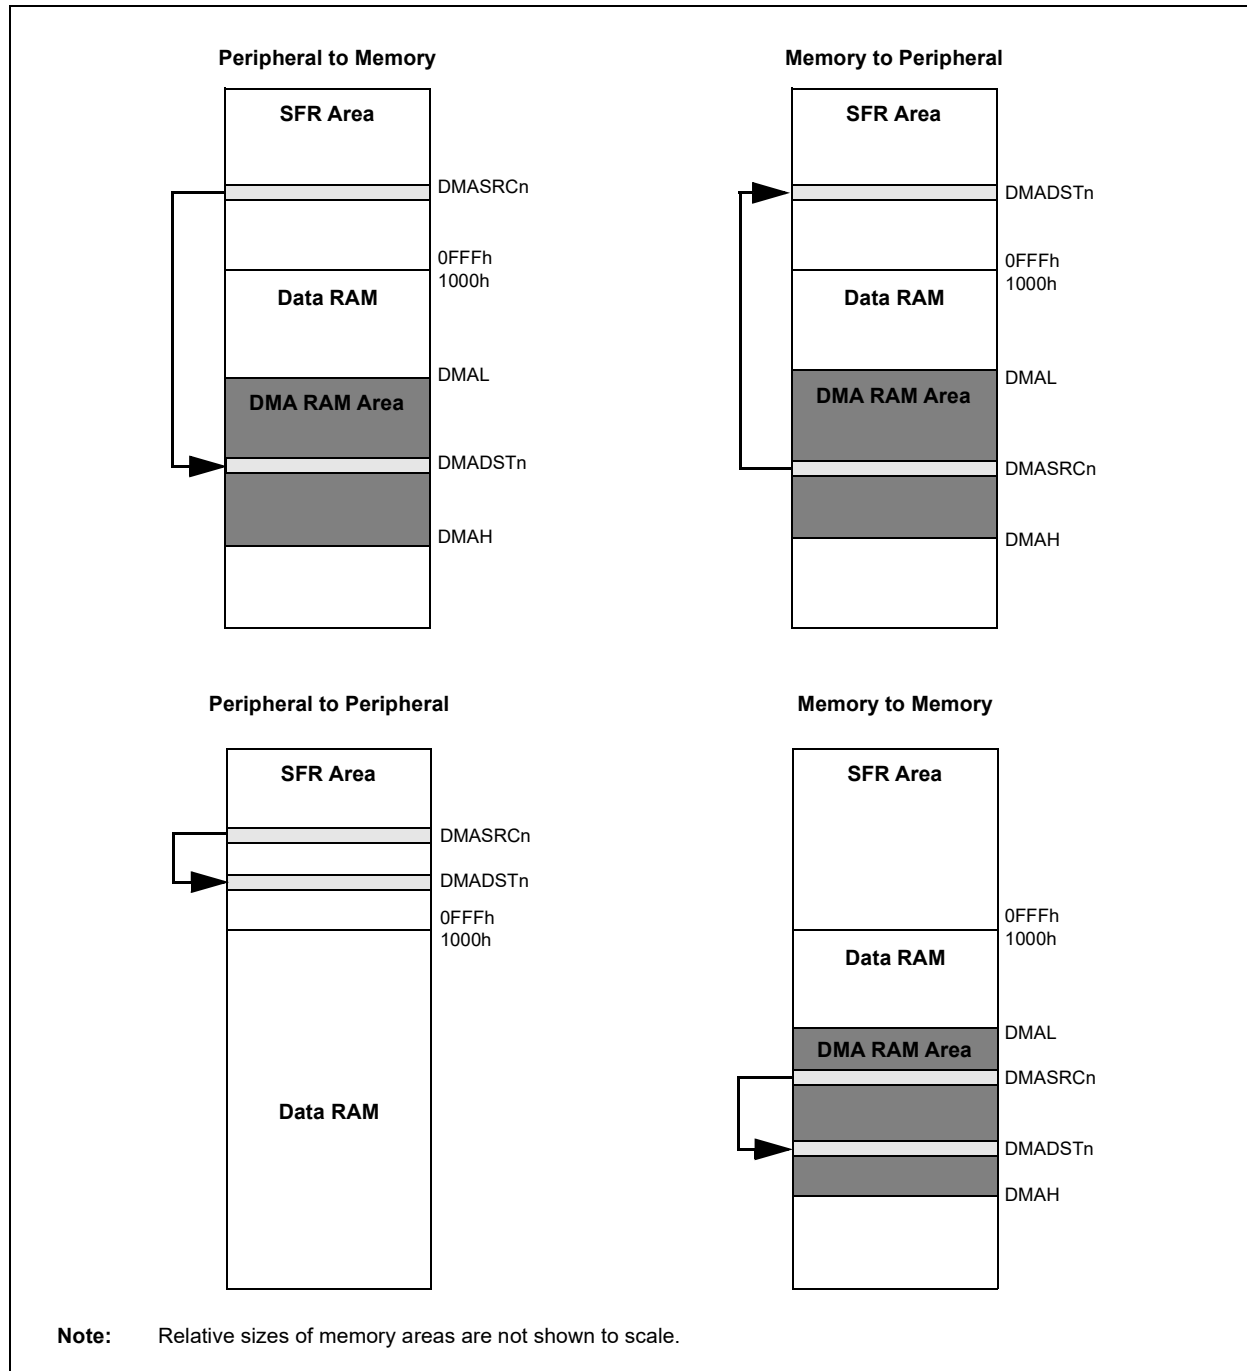 Peripheral to Memory
SFR Area
DMASRCn
0FFFh
1000h
Data RAM
DMAL
DMA RAM Area
DMADSTn
DMAH
Memory to Peripheral
SFR Area
DMADSTn
0FFFh
1000h
Data RAM
DMAL
DMA RAM Area
DMASRCn
DMAH
Peripheral to Peripheral
SFR Area
DMASRCn
DMADSTn
0FFFh
1000h
Data RAM
Memory to Memory
SFR Area
0FFFh
1000h
Data RAM
DMAL
DMA RAM Area
DMASRCn
DMADSTn
DMAH
Note: Relative sizes of memory areas are not shown to scale.